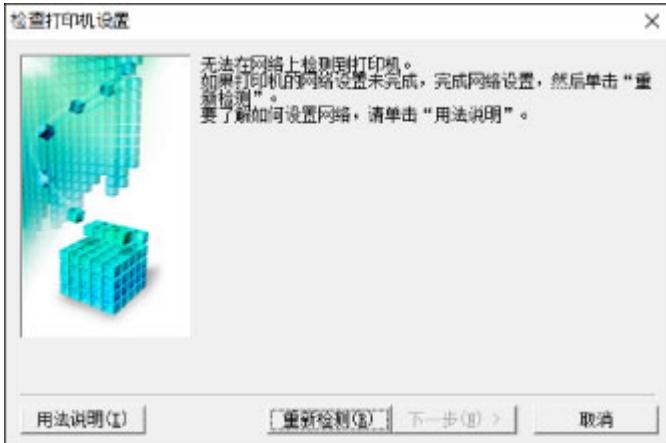 检查打印机设置
无法在网络上检测到打印机。
如果打印机的网络设置未完成，完成网络设置，然后单击“重
新检测”。
要了解如何设置网络，请单击“用法说明”。
用法说明(I)
重新检测(R)
下一步(N) >
取消